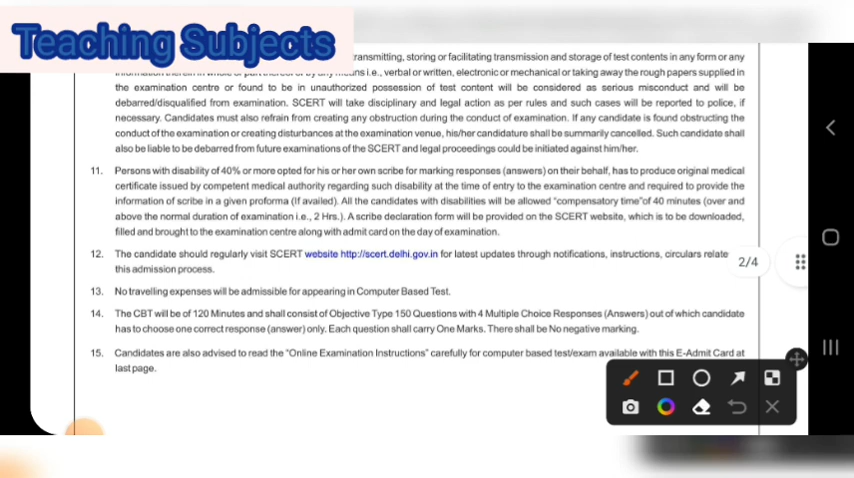 Teaching Subjects
transmitting, storing or facilitating transmission and storage of test contents in any form or any
i.e., verbal or written, electronic or mechanical or taking away the rough papers supplied in
the examination centre or found to be in unauthorized possession of test content will be considered as serious misconduct and will be
debarred/disqualified from examination. SCERT will take disciplinary and legal action as per rules and such cases will be reported to police, if
necessary. Candidates must also refrain from creating any obstruction during the conduct of examination. If any candidate is found obstructing the
conduct of the examination or creating disturbances at the examination venue, his/her candidature shall be summarily cancelled. Such candidate shall
also be liable to be debarred from future examinations of the SCERT and legal proceedings could be initiated against him/her.
11. Persons with disability of 40% or more opted for his or her own scribe for marking responses (answers) on their behalf, has to produce original medical
certificate issued by competent medical authority regarding such disability at the time of entry to the examination centre and required to provide the
information of scribe in a given proforma (If availed). All the candidates with disabilities will be allowed "compensatory time"of 40 minutes (over and
above the normal duration of examination i.e., 2 Hrs.). A scribe declaration form will be provided on the SCERT website, which is to be downloaded,
filled and brought to the examination centre along with admit card on the day of examination.
12. The candidate should regularly visit SCERT website http://scert.delhi.gov.in for latest updates through notifications, instructions, circulars relate
this admission process.
2/4
13. No travelling expenses will be admissible for appearing in Computer Based Test.
14. The CBT will be of 120 Minutes and shall consist of Objective Type 150 Questions with 4 Multiple Choice Responses (Answers) out of which candidate
has to choose one correct response (answer) only. Each question shall carry One Marks. There shall be No negative marking.
15. Candidates are also advised to read the "Online Examination Instructions" carefully for computer based test/exam available with this E-Admit Card at
last page.